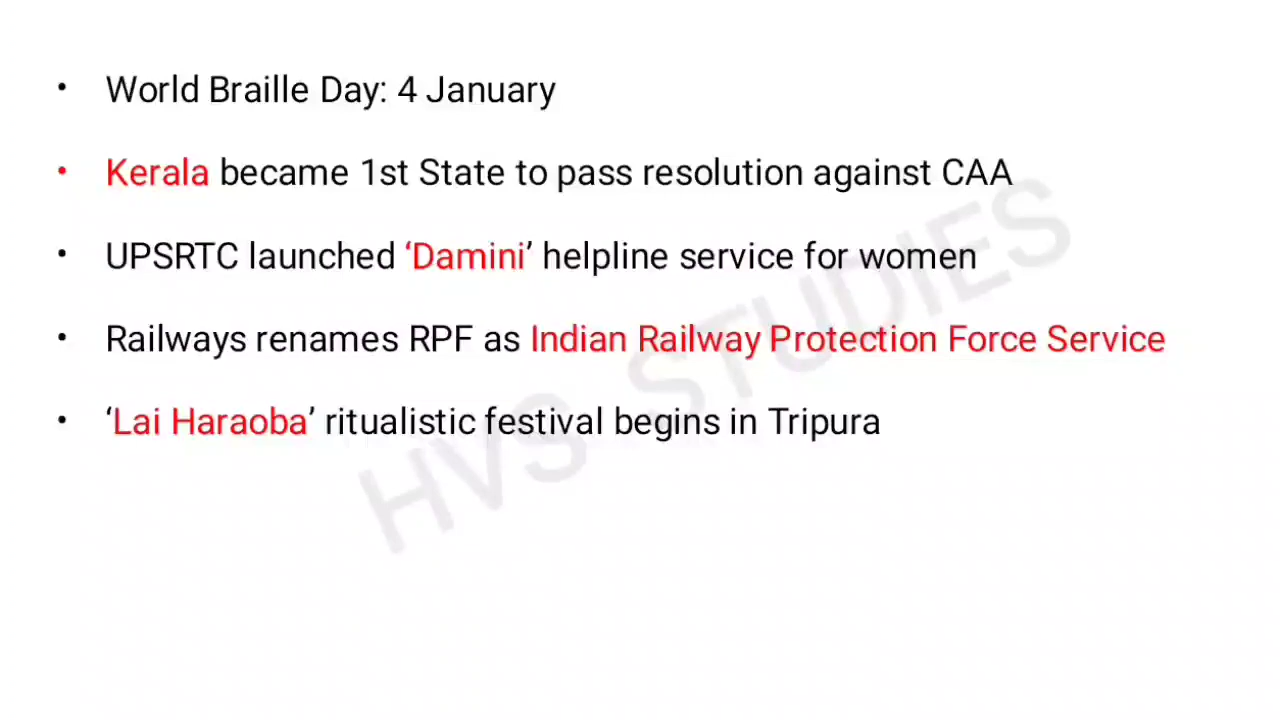 • World Braille Day: 4 January
• Kerala became 1st State to pass resolution against CAA
• UPSRTC launched ‘Damini’ helpline service for women
• Railways renames RPF as Indian Railway Protection Force Service
• ‘Lai Haraoba’ ritualistic festival begins in Tripura
HVS STUDIES